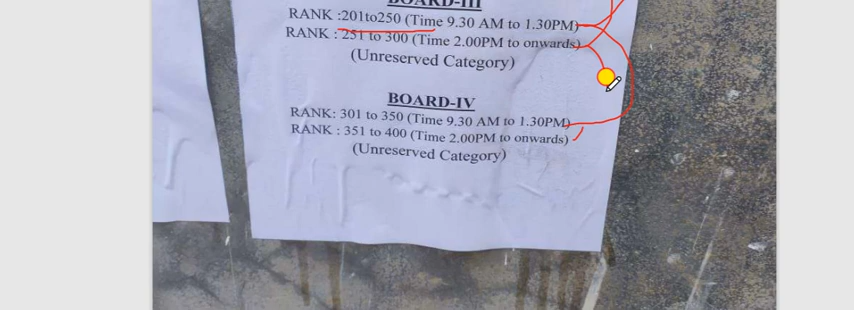 BOARD-III
RANK :201to250 (Time 9.30 AM to 1.30PM)
RANK : 251 to 300 (Time 2.00PM to onwards)
(Unreserved Category)
BOARD-IV
RANK: 301 to 350 (Time 9.30 AM to 1.30PM)
RANK : 351 to 400 (Time 2.00PM to onwards)
(Unreserved Category)